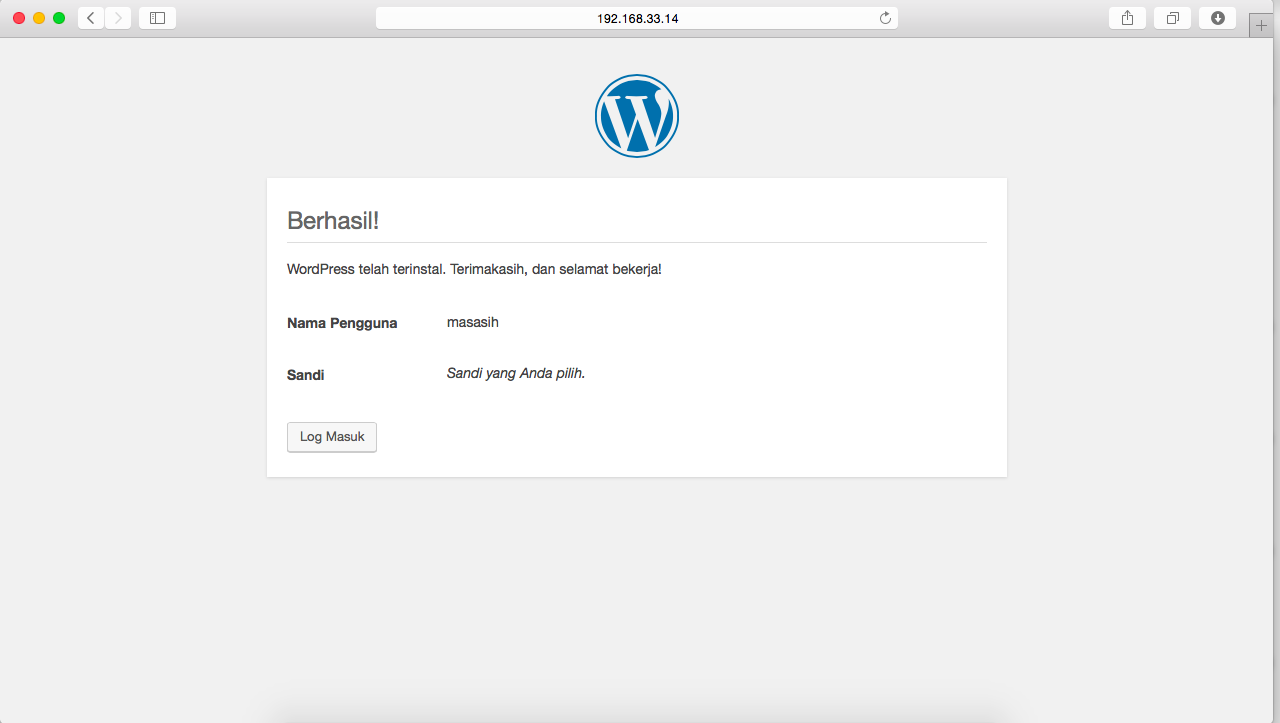 192.168.33.14
Berhasil!
WordPress telah terinstal. Terimakasih, dan selamat bekerja!
Nama Pengguna masasih
Sandi Sandi yang Anda pilih.
Log Masuk